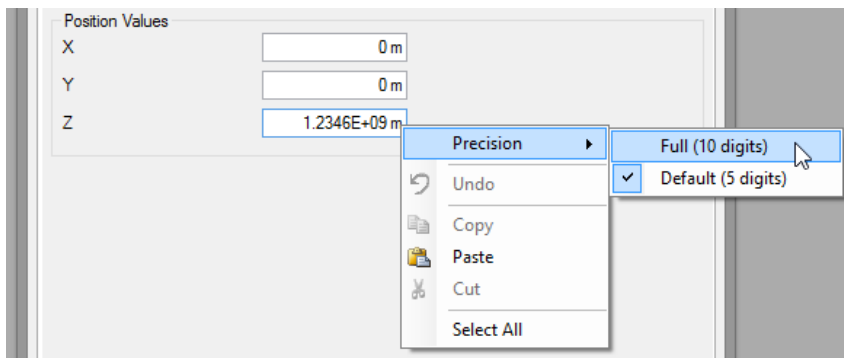 Position Values
X 0 m
Y 0 m
Z 1.2346E+09 m
Precision
Full (10 digits)
Default (5 digits)
Undo
Copy
Paste
Cut
Select All